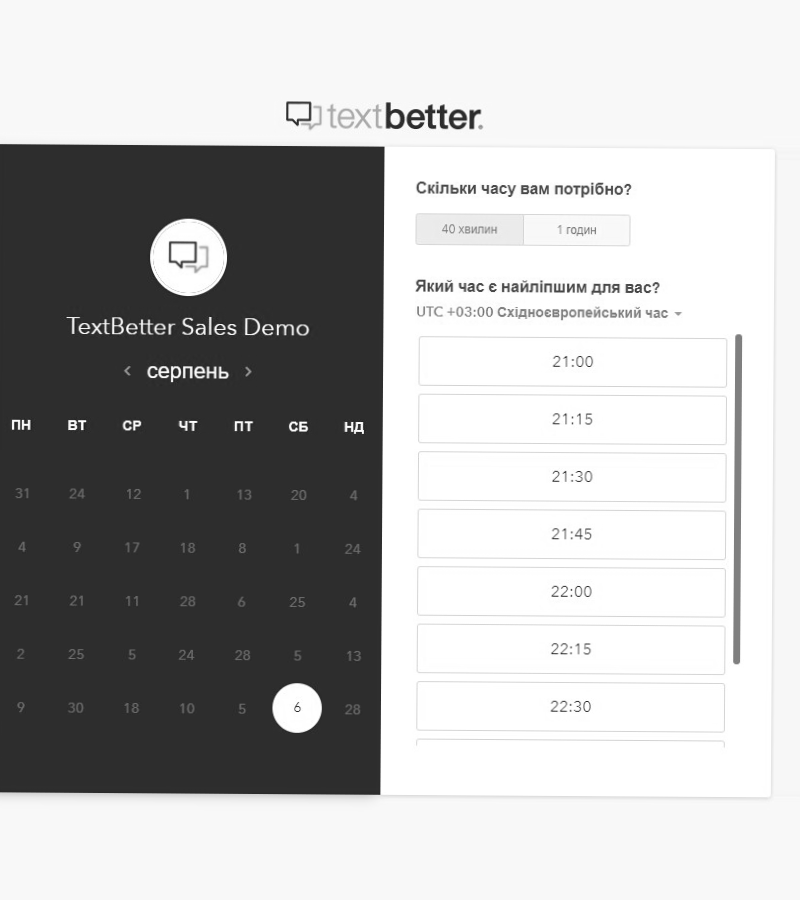 textbetter.
TextBetter Sales Demo
серпень
ПН ВТ СР ЧТ ПТ СБ НД
31 24 12 1 13 20 4
4 9 17 18 8 1 24
21 21 11 28 6 25 4
2 25 5 24 28 5 13
9 30 18 10 5 6 28
Скільки часу вам потрібно?
40 хвилин 1 годин
Який час є найліпшим для вас?
UTC +03:00 Східноєвропейський час
21:00
21:15
21:30
21:45
22:00
22:15
22:30